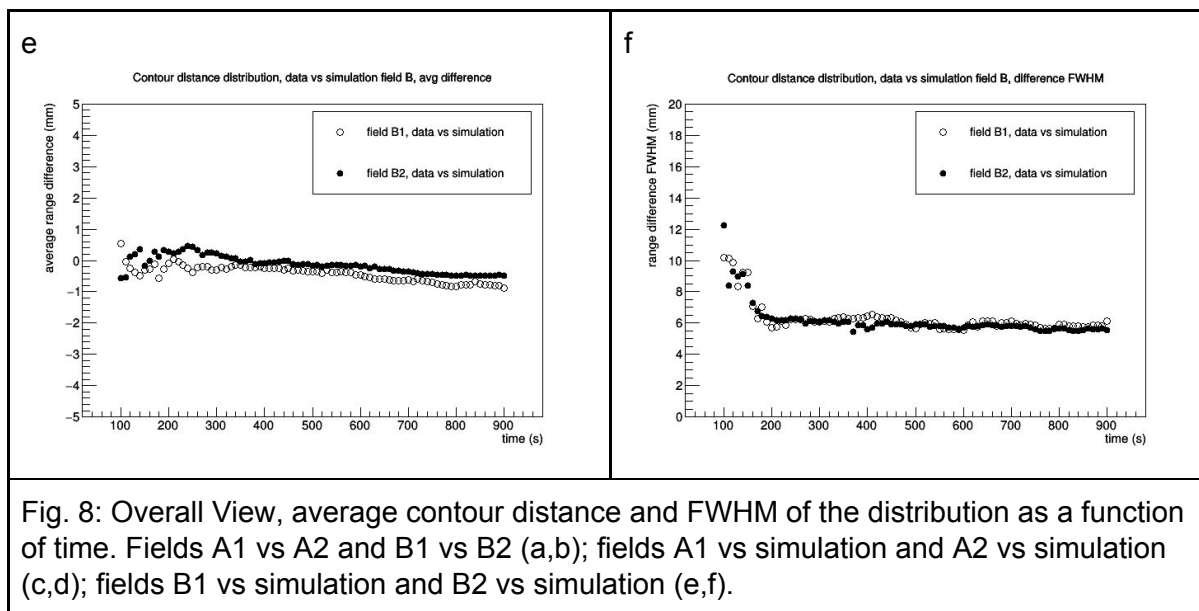 e
Contour distance distribution, data vs simulation field B, avg difference
average range difference (mm)
5
4
3
2
1
0
−1
−2
−3
−4
−5
field B1, data vs simulation
field B2, data vs simulation
100 200 300 400 500 600 700 800 900
time (s)
f
Contour distance distribution, data vs simulation field B, difference FWHM
range difference FWHM (mm)
20
18
16
14
12
10
8
6
4
2
0
field B1, data vs simulation
field B2, data vs simulation
100 200 300 400 500 600 700 800 900
time (s)
Fig. 8: Overall View, average contour distance and FWHM of the distribution as a function
of time. Fields A1 vs A2 and B1 vs B2 (a,b); fields A1 vs simulation and A2 vs simulation
(c,d); fields B1 vs simulation and B2 vs simulation (e,f).